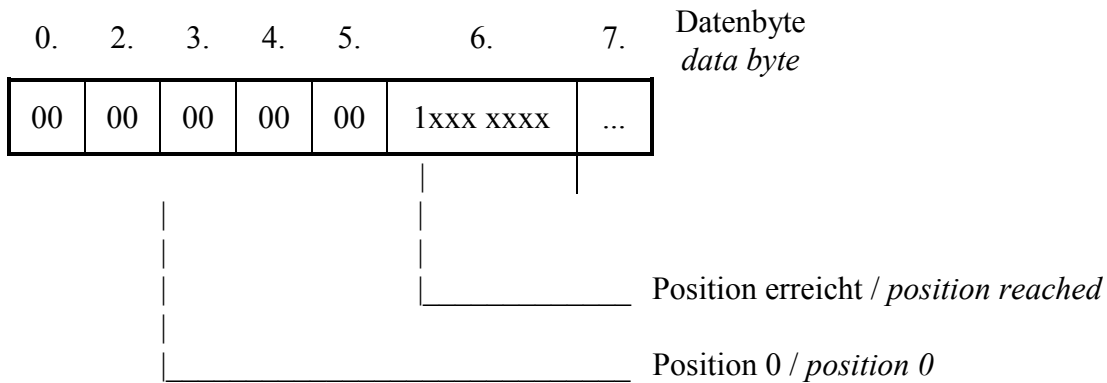 0. 2. 3. 4. 5. 6. 7. Datenbyte
data byte
00 00 00 00 00 1xxx xxxx ...
Position erreicht / position reached
Position 0 / position 0